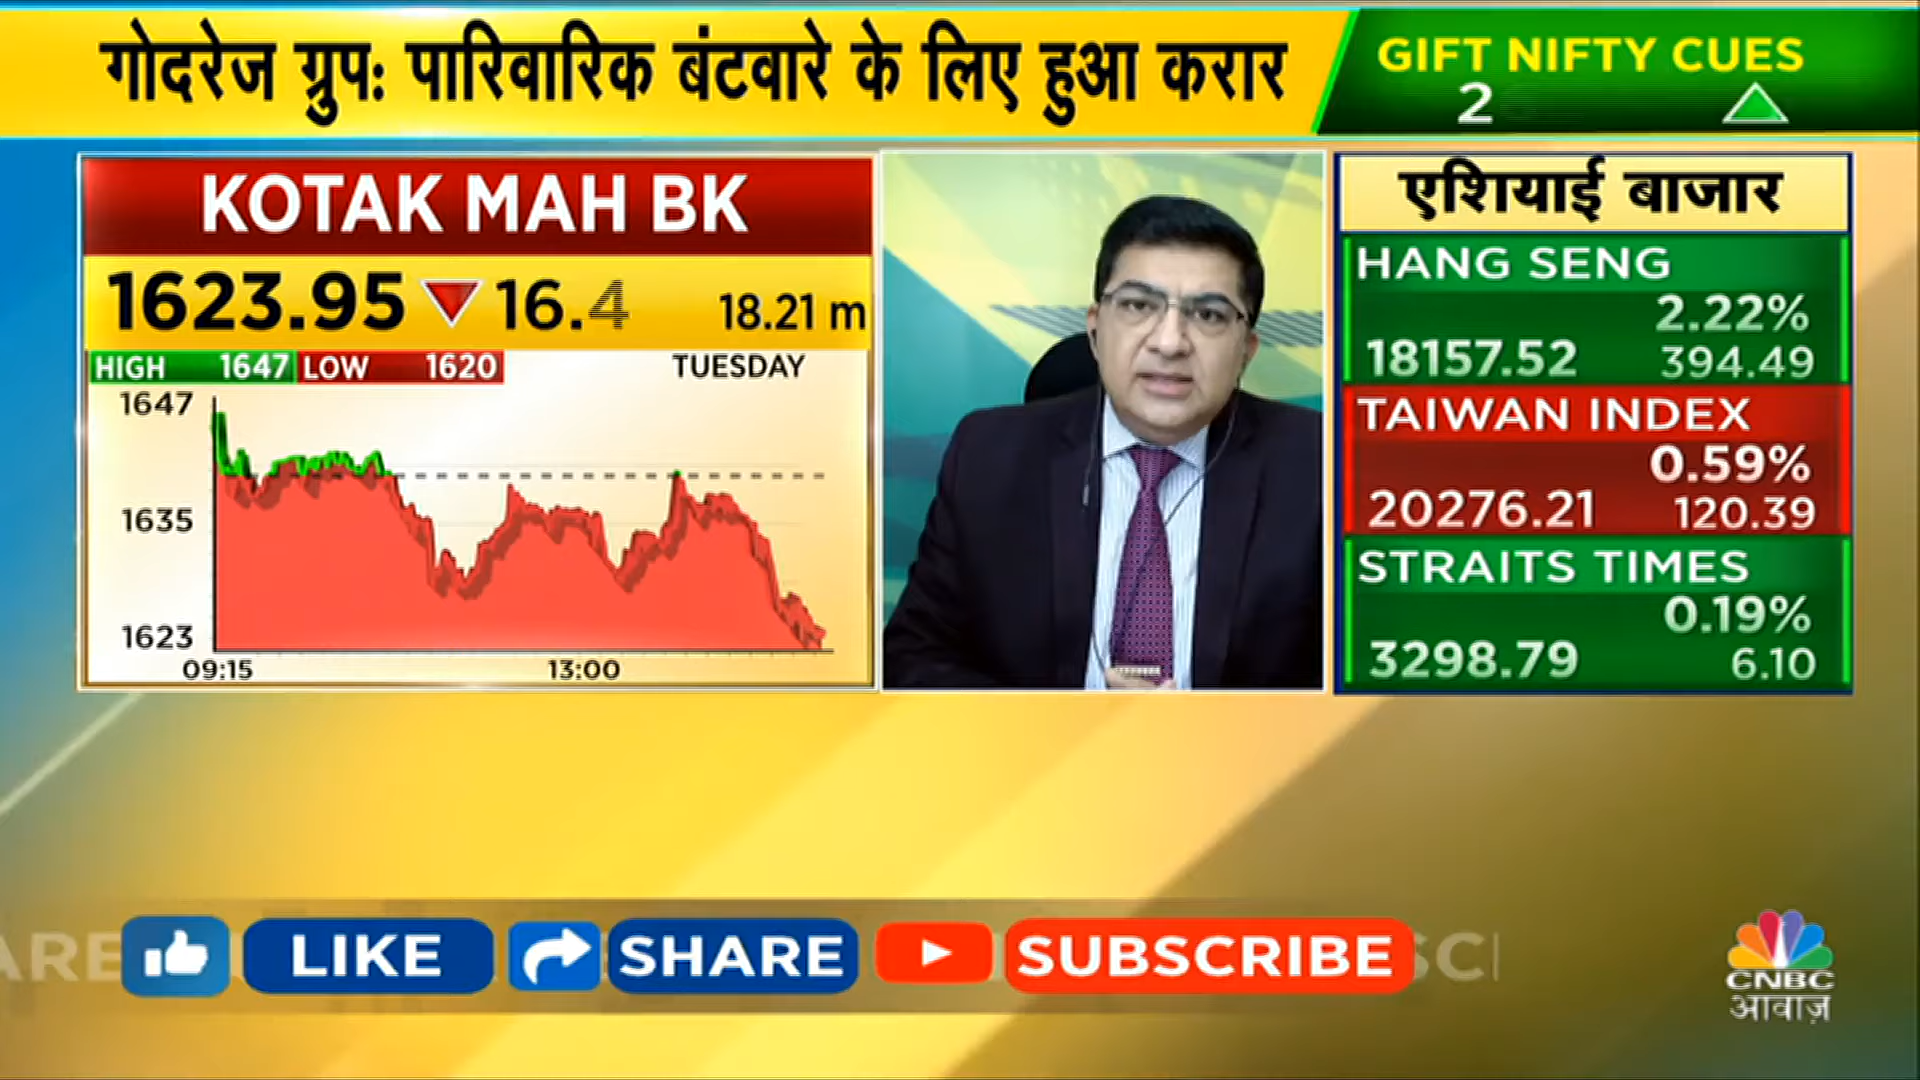 गोदरेज ग्रुप: पारिवारिक बंटवारे के लिए हुआ करार
GIFT NIFTY CUES
2
KOTAK MAH BK
1623.95 16.4 18.21 m
HIGH 1647 LOW 1620 TUESDAY
1647
1635
1623
09:15 13:00
एशियाई बाजार
HANG SENG
2.22%
18157.52 394.49
TAIWAN INDEX
0.59%
20276.21 120.39
STRAITS TIMES
0.19%
3298.79 6.10
LIKE SHARE SUBSCRIBE
CNBC
आवाज़